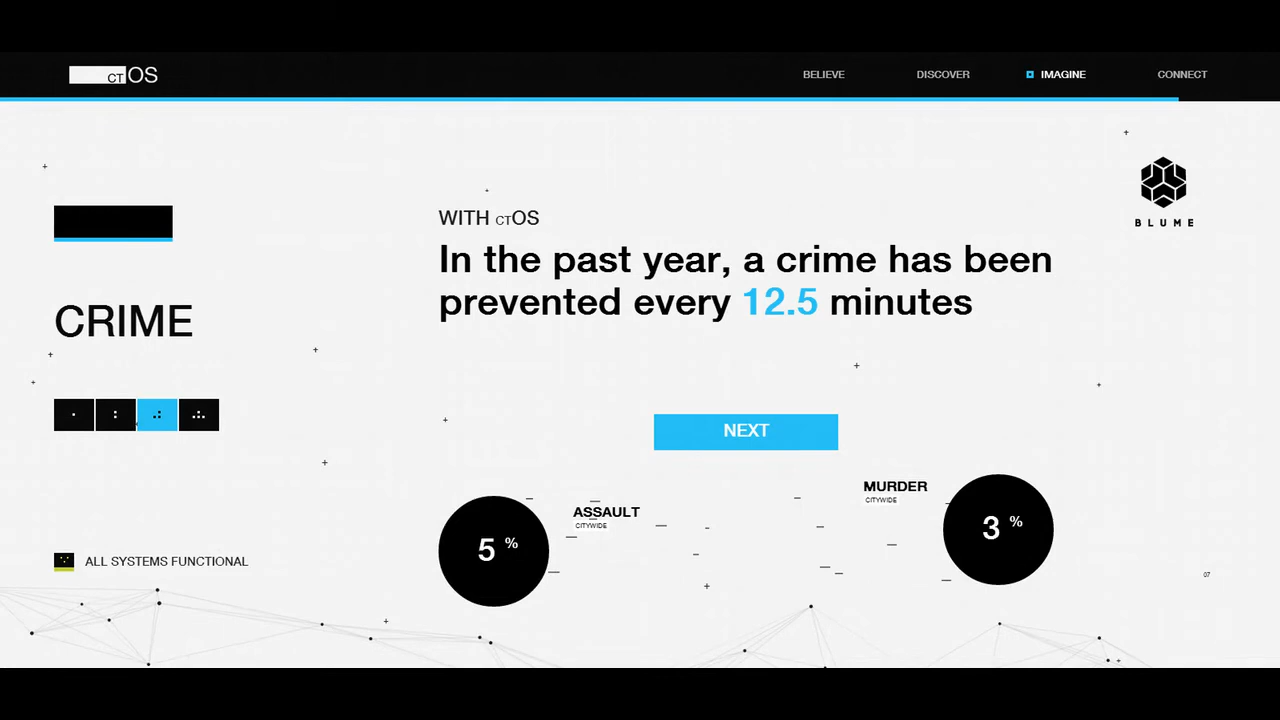 CTOS
BELIEVE
DISCOVER
IMAGINE
CONNECT
BLUME
WITH CTOS
In the past year, a crime has been
prevented every 12.5 minutes
CRIME
NEXT
MURDER
CITYWIDE
3 %
ASSAULT
CITYWIDE
5 %
ALL SYSTEMS FUNCTIONAL
07